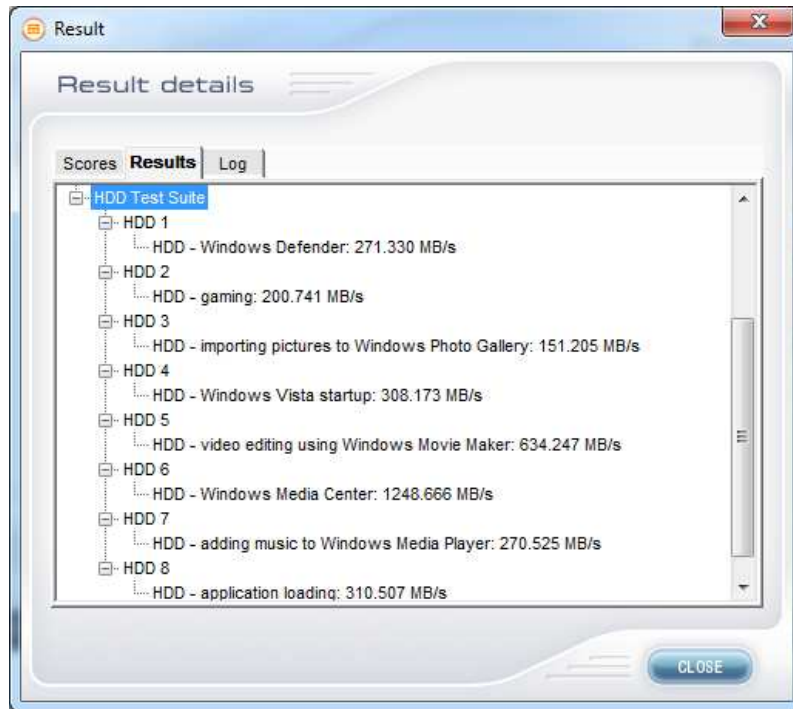 Result
Result details
Scores Results Log
HDD Test Suite
HDD 1
HDD - Windows Defender: 271.330 MB/s
HDD 2
HDD - gaming: 200.741 MB/s
HDD 3
HDD - importing pictures to Windows Photo Gallery: 151.205 MB/s
HDD 4
HDD - Windows Vista startup: 308.173 MB/s
HDD 5
HDD - video editing using Windows Movie Maker: 634.247 MB/s
HDD 6
HDD - Windows Media Center: 1248.666 MB/s
HDD 7
HDD - adding music to Windows Media Player: 270.525 MB/s
HDD 8
HDD - application loading: 310.507 MB/s
CLOSE